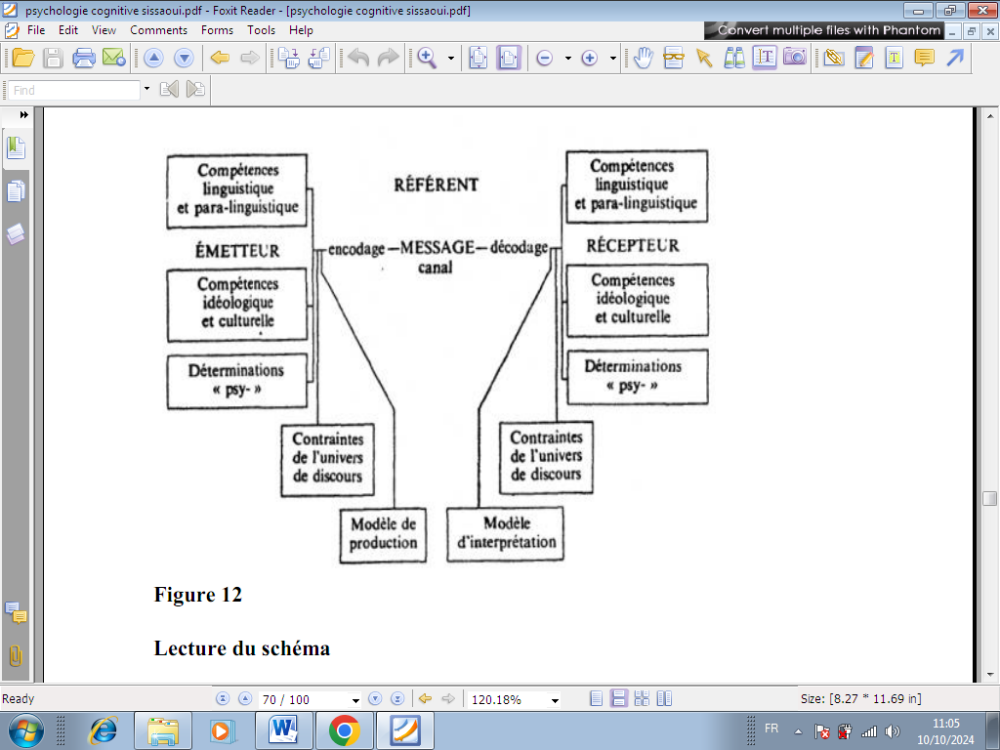 psychologie cognitive sissaoui.pdf - Foxit Reader - [psychologie cognitive sissaoui.pdf]
File Edit View Comments Forms Tools Help
Convert multiple files with Phantom
Find
Compétences
linguistique
et para-linguistique
RÉFÉRENT
Compétences
linguistique
et para-linguistique
ÉMETTEUR
encodage – MESSAGE – décodage
canal
RÉCEPTEUR
Compétences
idéologique
et culturelle
Compétences
idéologique
et culturelle
Déterminations
« psy- »
Déterminations
« psy- »
Contraintes
de l'univers
de discours
Contraintes
de l'univers
de discours
Modèle de
production
Modèle
d'interprétation
Figure 12
Lecture du schéma
Ready
70 / 100
120.18%
Size: [8.27 * 11.69 in]
FR
11:05
10/10/2024